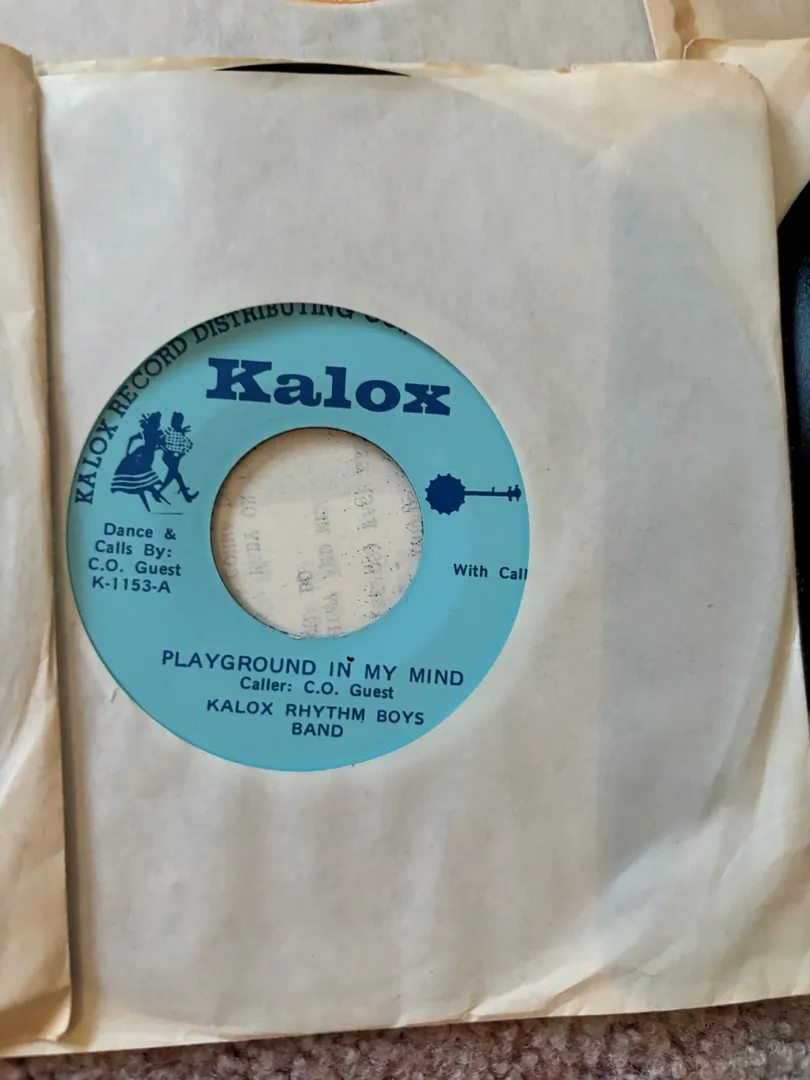 KALOX RECORD DISTRIBUTING
Kalox
Dance &
Calls By:
C.O. Guest
K-1153-A
With Call
PLAYGROUND IN MY MIND
Caller: C.O. Guest
KALOX RHYTHM BOYS
BAND